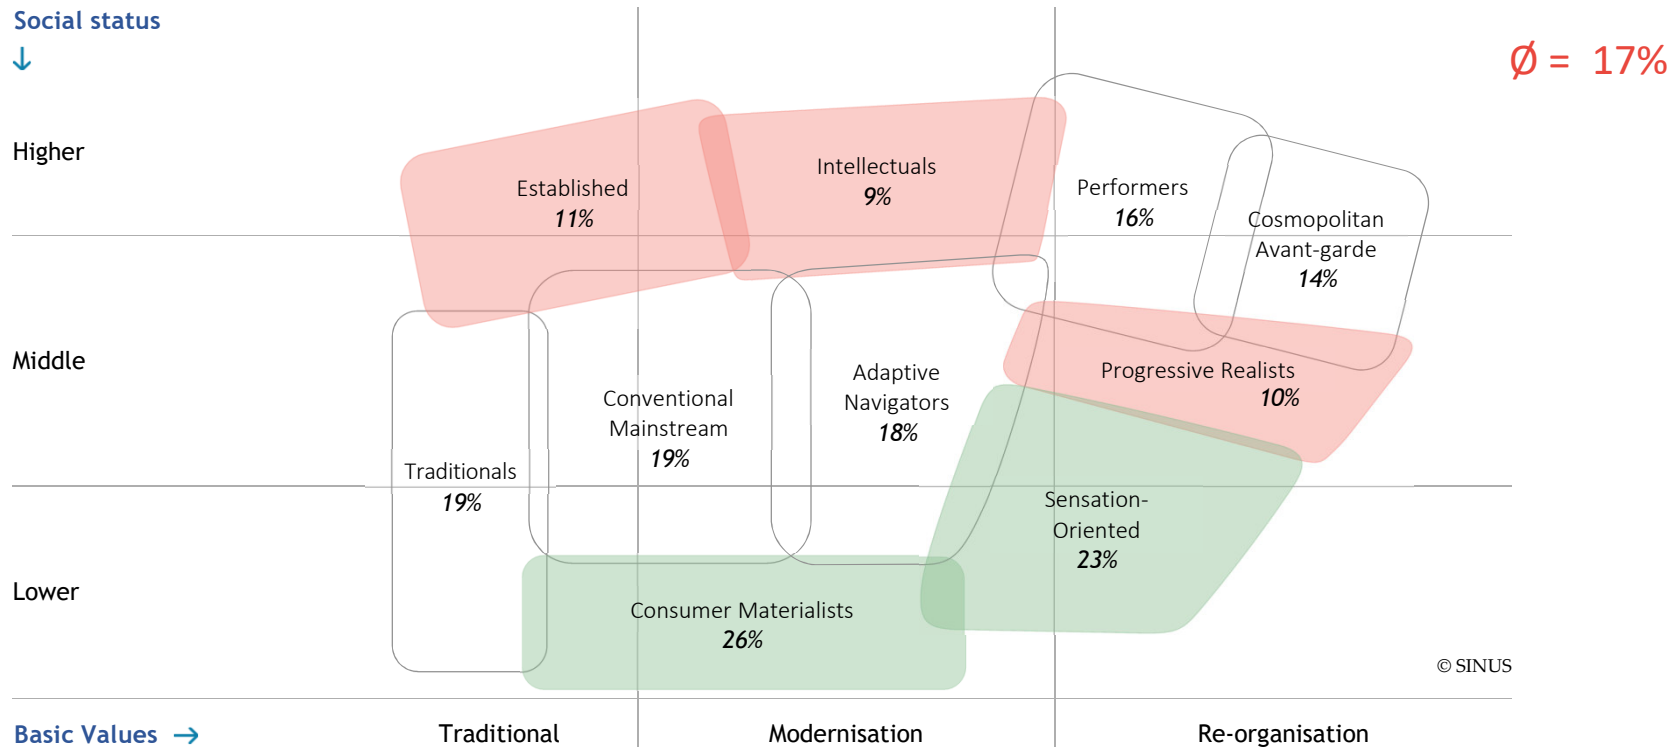 Social status
↓
Ø = 17%
Higher
Established
11%
Intellectuals
9%
Performers
16%
Cosmopolitan
Avant-garde
14%
Middle
Progressive Realists
10%
Adaptive
Navigators
18%
Conventional
Mainstream
19%
Traditionals
19%
Sensation-
Oriented
23%
Lower
Consumer Materialists
26%
© SINUS
Basic Values →
Traditional
Modernisation
Re-organisation